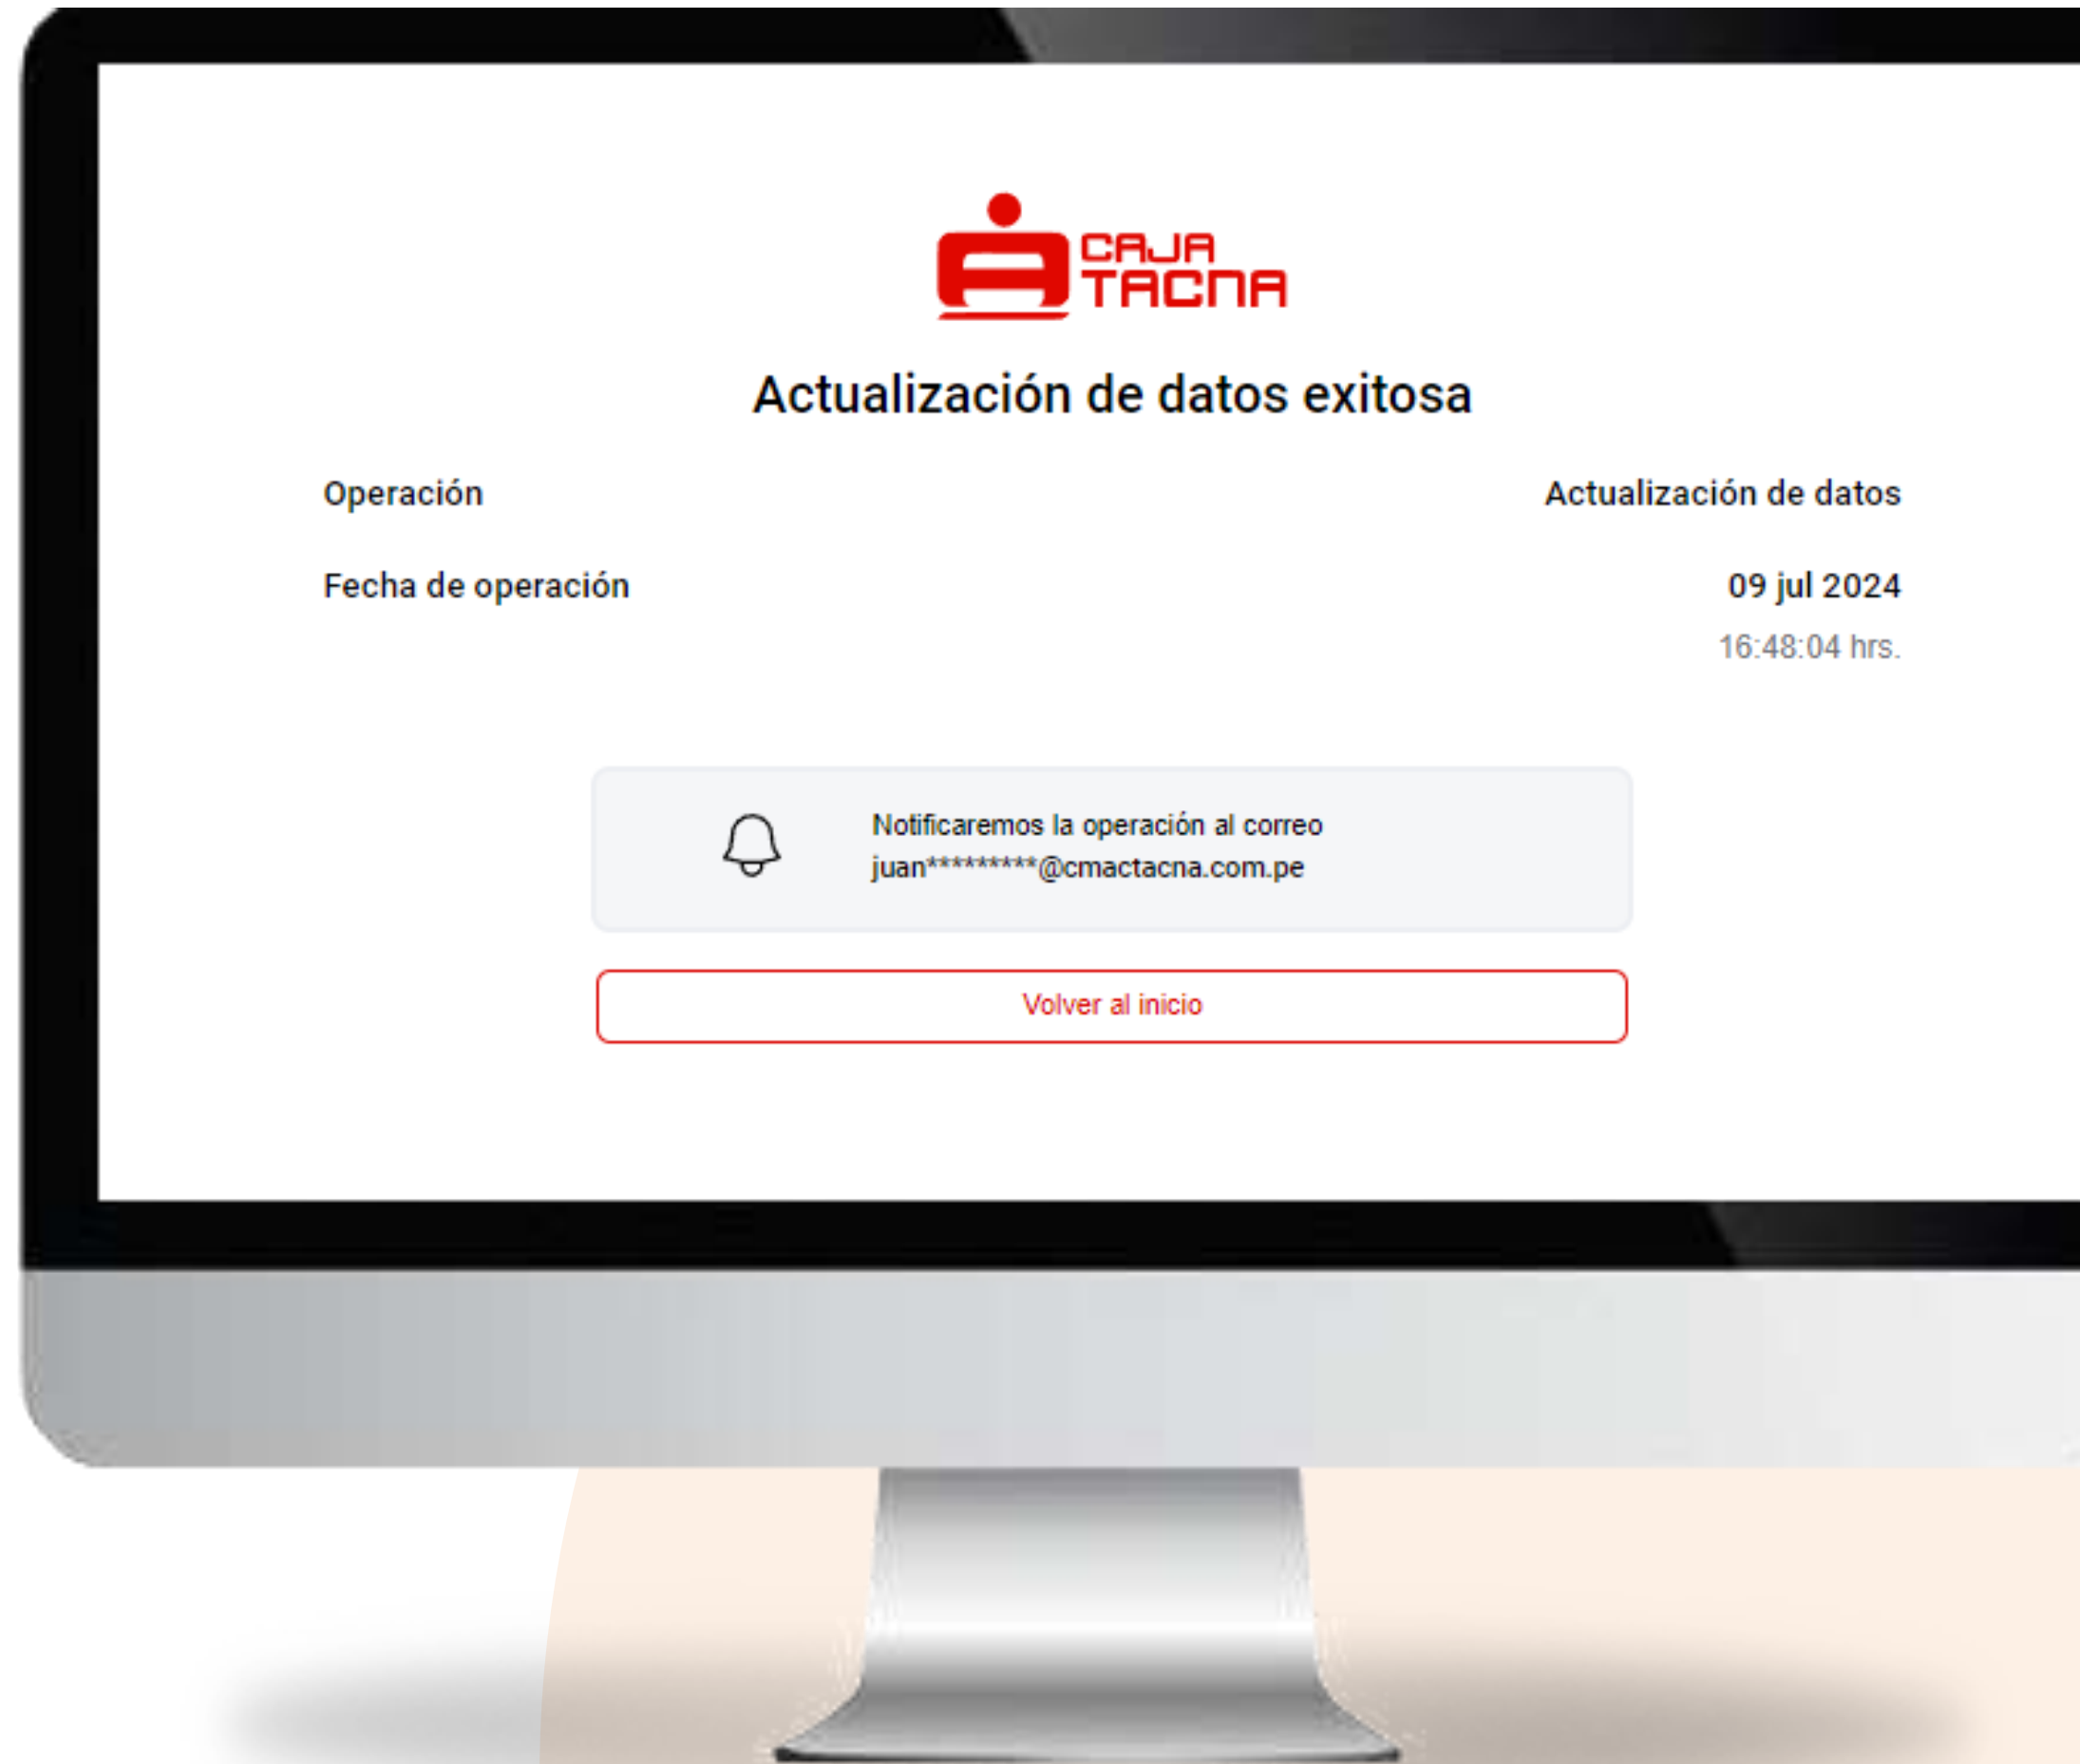 CAJA
TACNA
Actualización de datos exitosa
Operación
Actualización de datos
Fecha de operación
09 jul 2024
16:48:04 hrs.
Notificaremos la operación al correo
juan*********@cmactacna.com.pe
Volver al inicio